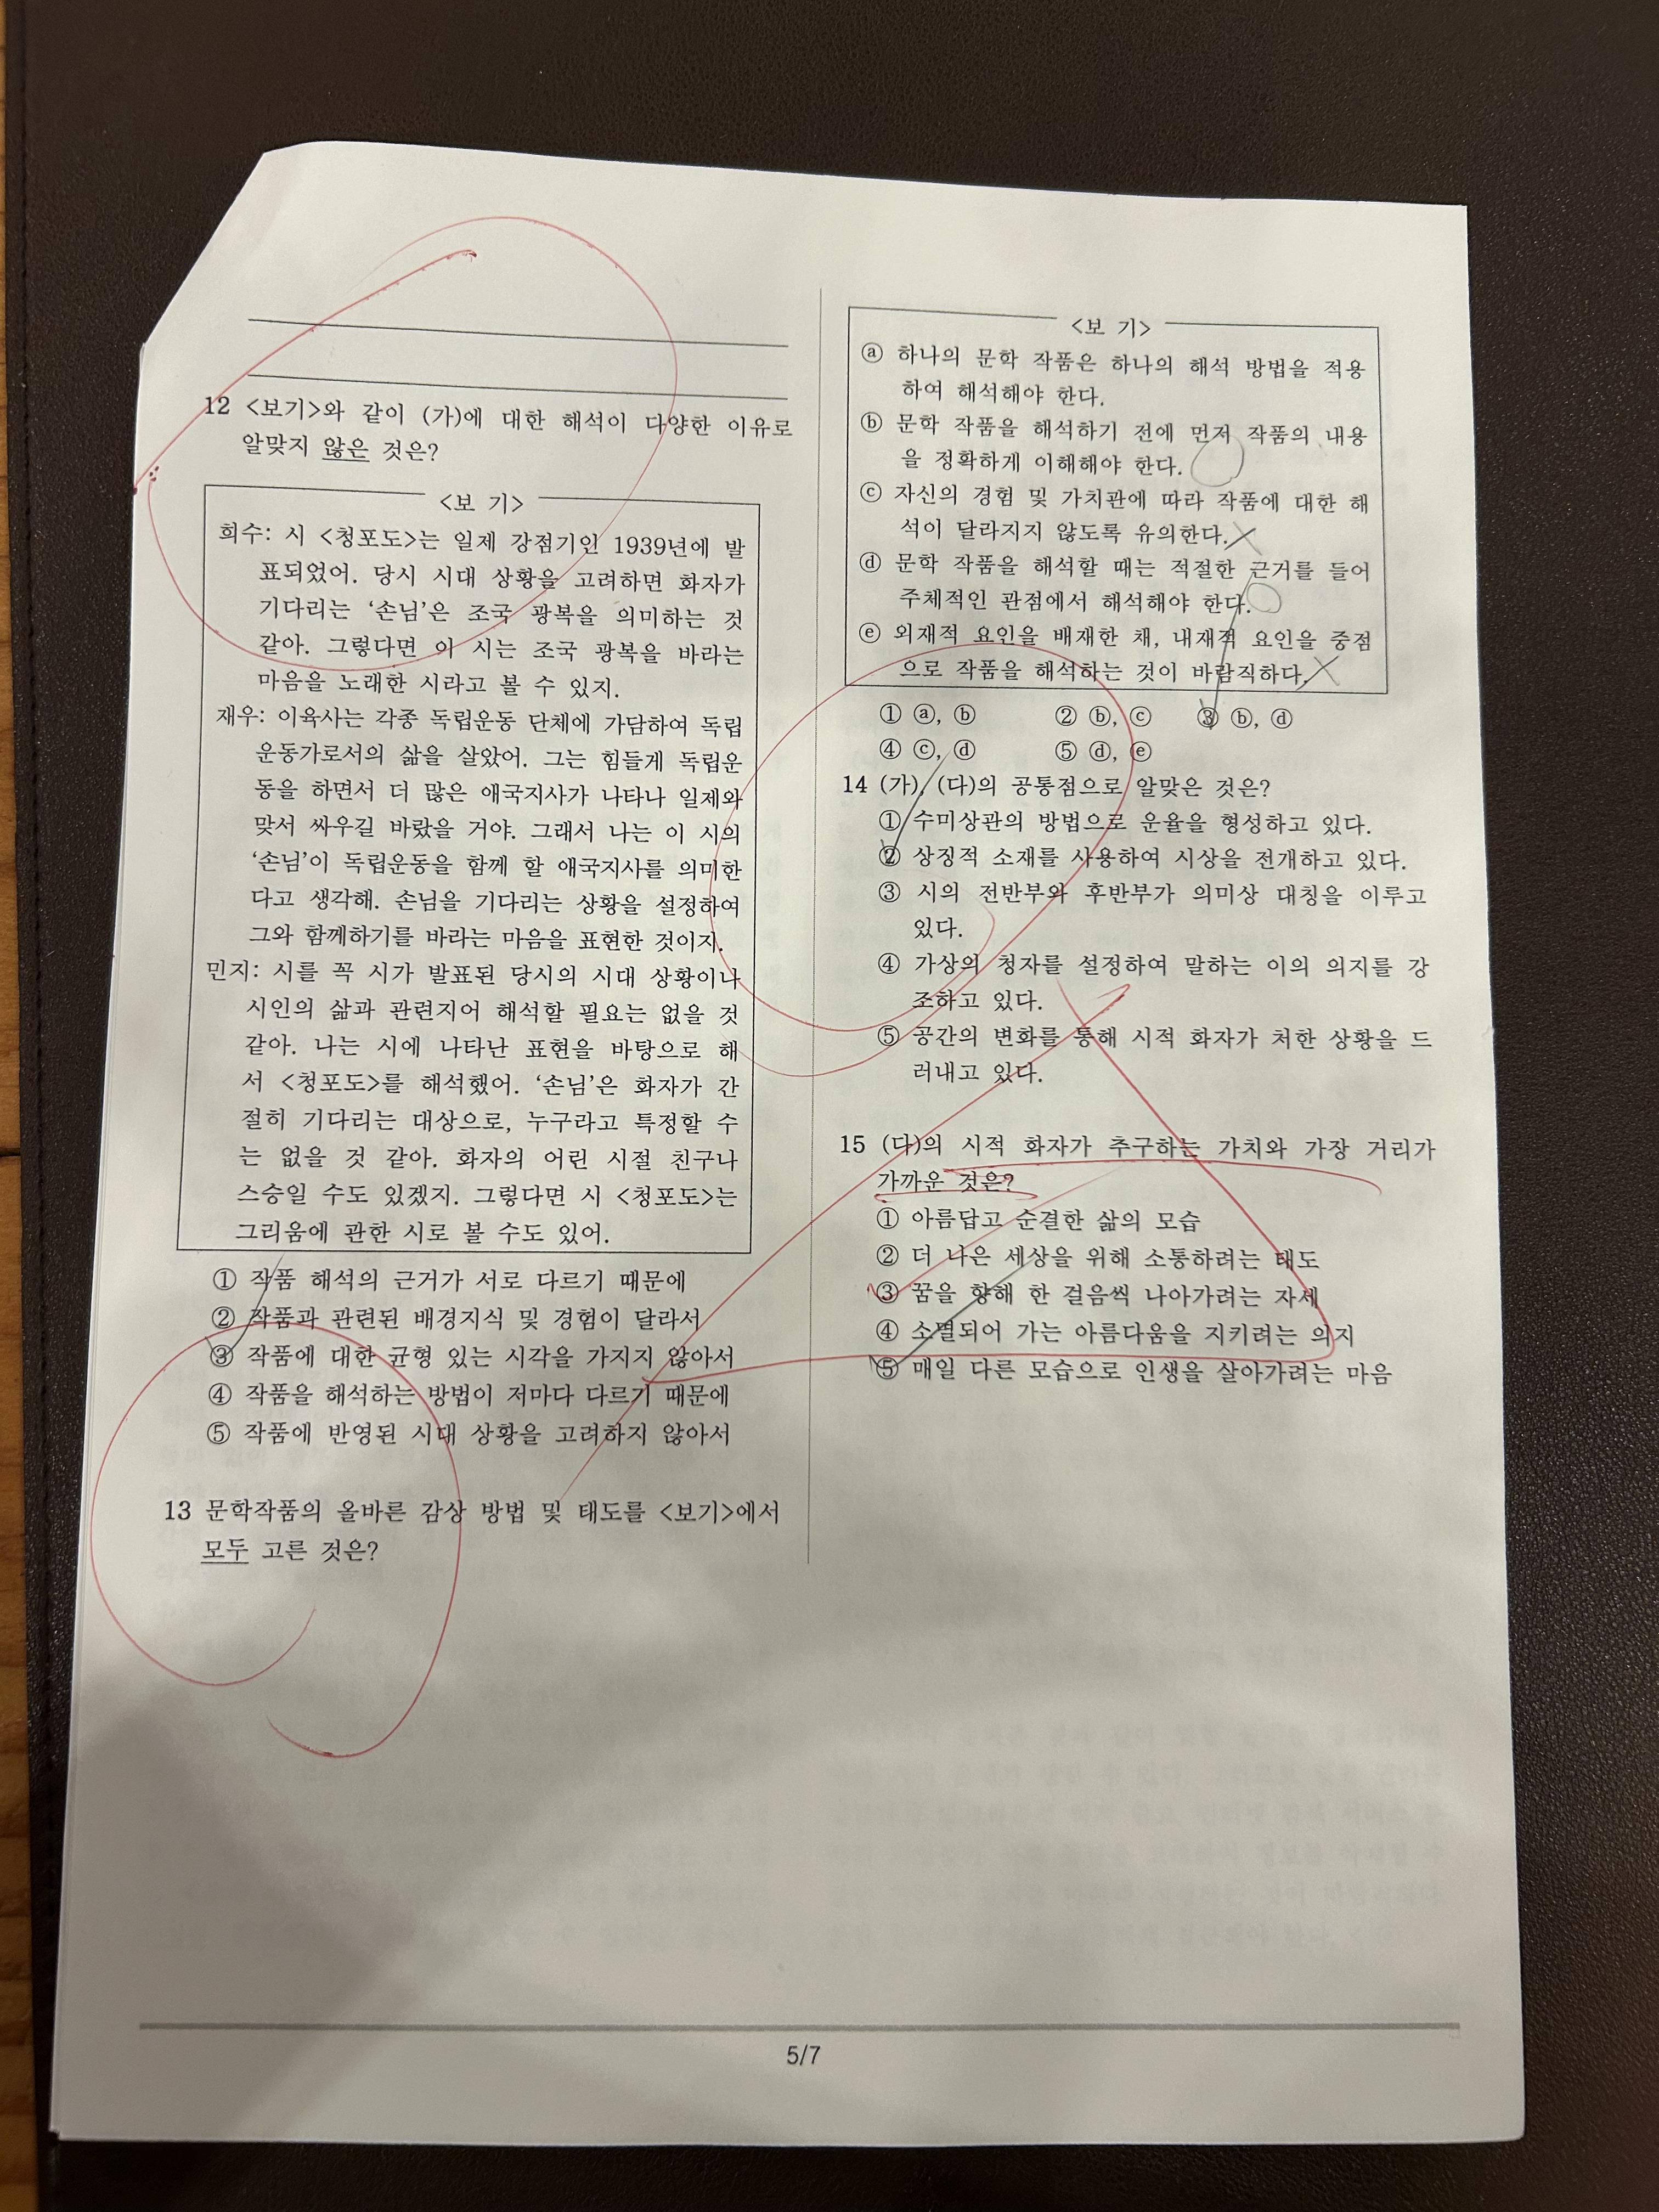 12 <보기>와 같이 (가)에 대한 해석이 다양한 이유로
알맞지 않은 것은?
<보 기>
희수: 시 <청포도>는 일제 강점기인 1939년에 발
표되었어. 당시 시대 상황을 고려하면 화자가
기다리는 ‘손님’은 조국 광복을 의미하는 것
같아. 그렇다면 이 시는 조국 광복을 바라는
마음을 노래한 시라고 볼 수 있지.
재우: 이육사는 각종 독립운동 단체에 가담하여 독립
운동가로서의 삶을 살았어. 그는 힘들게 독립운
동을 하면서 더 많은 애국지사가 나타나 일제와
맞서 싸우길 바랐을 거야. 그래서 나는 이 시의
‘손님’이 독립운동을 함께 할 애국지사를 의미한
다고 생각해. 손님을 기다리는 상황을 설정하여
그와 함께하기를 바라는 마음을 표현한 것이지.
민지: 시를 꼭 시가 발표된 당시의 시대 상황이나
시인의 삶과 관련지어 해석할 필요는 없을 것
같아. 나는 시에 나타난 표현을 바탕으로 해
서 <청포도>를 해석했어. ‘손님’은 화자가 간
절히 기다리는 대상으로, 누구라고 특정할 수
는 없을 것 같아. 화자의 어린 시절 친구나
스승일 수도 있겠지. 그렇다면 시 <청포도>는
그리움에 관한 시로 볼 수도 있어.
① 작품 해석의 근거가 서로 다르기 때문에
② 작품과 관련된 배경지식 및 경험이 달라서
③ 작품에 대한 균형 있는 시각을 가지지 않아서
④ 작품을 해석하는 방법이 저마다 다르기 때문에
⑤ 작품에 반영된 시대 상황을 고려하지 않아서
13 문학작품의 올바른 감상 방법 및 태도를 <보기>에서
모두 고른 것은?
<보 기>
ⓐ 하나의 문학 작품은 하나의 해석 방법을 적용
하여 해석해야 한다.
ⓑ 문학 작품을 해석하기 전에 먼저 작품의 내용
을 정확하게 이해해야 한다.
ⓒ 자신의 경험 및 가치관에 따라 작품에 대한 해
석이 달라지지 않도록 유의한다.
ⓓ 문학 작품을 해석할 때는 적절한 근거를 들어
주체적인 관점에서 해석해야 한다.
ⓔ 외재적 요인을 배재한 채, 내재적 요인을 중점
으로 작품을 해석하는 것이 바람직하다.
① ⓐ, ⓑ ② ⓑ, ⓒ ③ ⓑ, ⓓ
④ ⓒ, ⓓ ⑤ ⓓ, ⓔ
14 (가), (다)의 공통점으로 알맞은 것은?
① 수미상관의 방법으로 운율을 형성하고 있다.
② 상징적 소재를 사용하여 시상을 전개하고 있다.
③ 시의 전반부와 후반부가 의미상 대칭을 이루고
있다.
④ 가상의 청자를 설정하여 말하는 이의 의지를 강
조하고 있다.
⑤ 공간의 변화를 통해 시적 화자가 처한 상황을 드
러내고 있다.
15 (다)의 시적 화자가 추구하는 가치와 가장 거리가
가까운 것은?
① 아름답고 순결한 삶의 모습
② 더 나은 세상을 위해 소통하려는 태도
③ 꿈을 향해 한 걸음씩 나아가려는 자세
④ 소멸되어 가는 아름다움을 지키려는 의지
⑤ 매일 다른 모습으로 인생을 살아가려는 마음
5/7